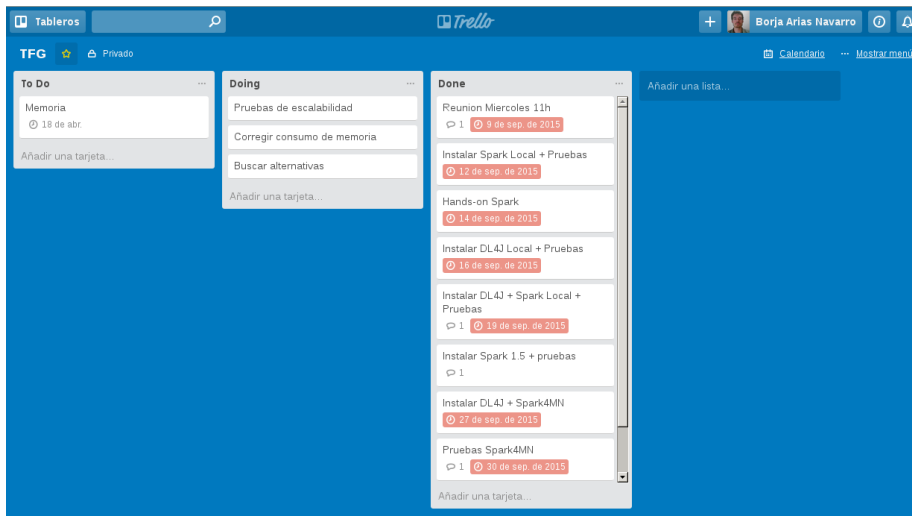 Tableros
Trello
Borja Arias Navarro
TFG
Privado
Calendario
··· Mostrar menú
To Do
Memoria
18 de abr.
Añadir una tarjeta...
Doing
Pruebas de escalabilidad
Corregir consumo de memoria
Buscar alternativas
Añadir una tarjeta...
Done
Reunion Miercoles 11h
1 9 de sep. de 2015
Instalar Spark Local + Pruebas
12 de sep. de 2015
Hands-on Spark
14 de sep. de 2015
Instalar DL4J Local + Pruebas
16 de sep. de 2015
Instalar DL4J + Spark Local +
Pruebas
1 19 de sep. de 2015
Instalar Spark 1.5 + pruebas
1
Instalar DL4J + Spark4MN
27 de sep. de 2015
Pruebas Spark4MN
1 30 de sep. de 2015
Añadir una tarjeta...
Añadir una lista...